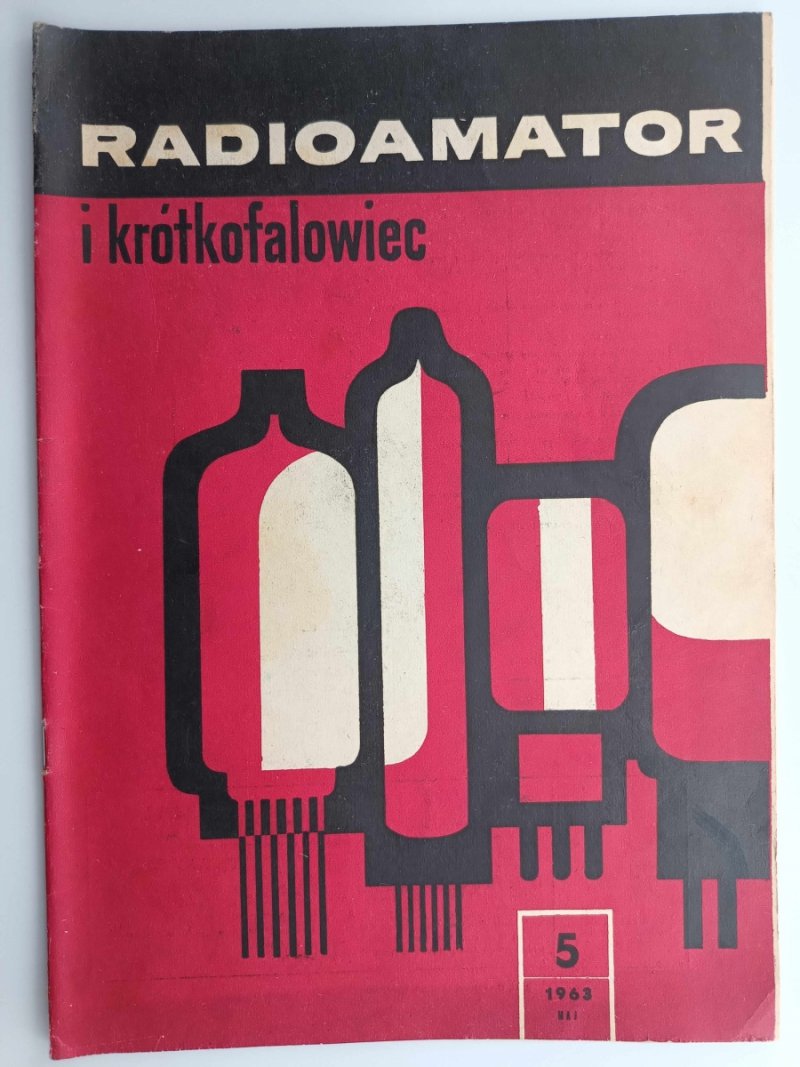 RADIOAMATOR
i krótkofalowiec
5
1963
MAJ